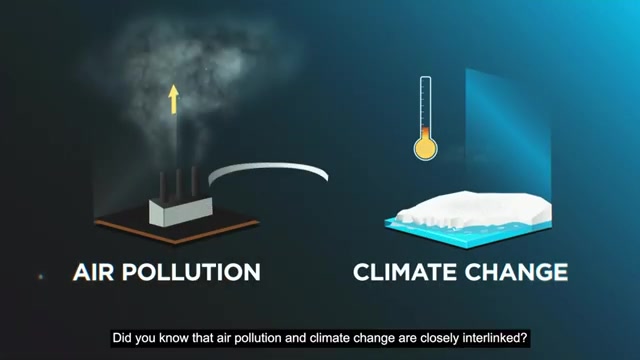 AIR POLLUTION
CLIMATE CHANGE
Did you know that air pollution and climate change are closely interlinked?